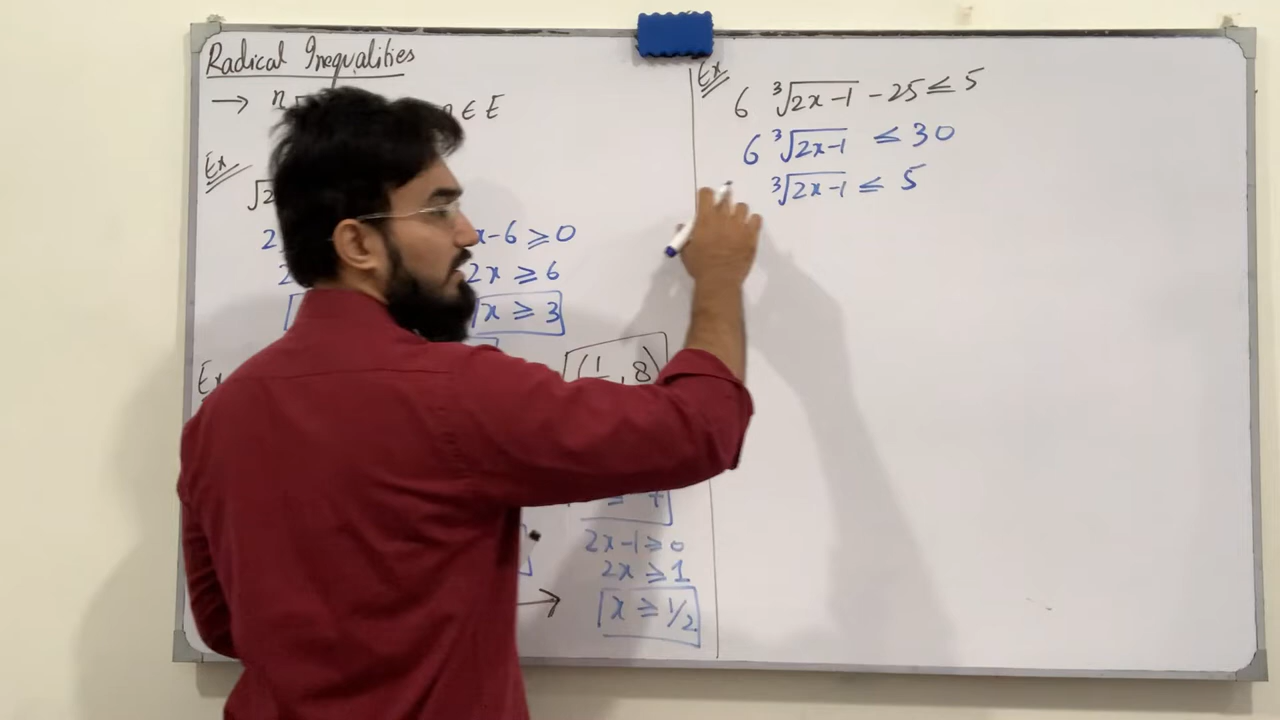 Radical Inequalities
→ n√ ∈ E
Ex
√2
2 x-6 ≥ 0
2 2x ≥ 6
x ≥ 3
Ex (1 , 8)
2x-1 ≥ 0
2x ≥ 1
→ x ≥ 1/2
Ex
6 ³√2x-1 - 25 ≤ 5
6 ³√2x-1 ≤ 30
³√2x-1 ≤ 5